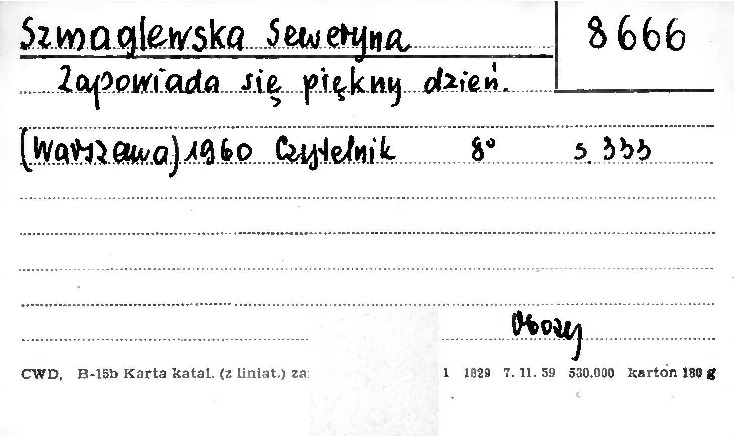 Szmaglewska Seweryna
8666
Zapowiada się piękny dzień.
(Warszawa) 1960 Czytelnik 8° s. 333
Obozy
CWD, B-15b Karta katal. (z liniat.) za: 1 1829 7. 11. 59 530.000 karton 180 g